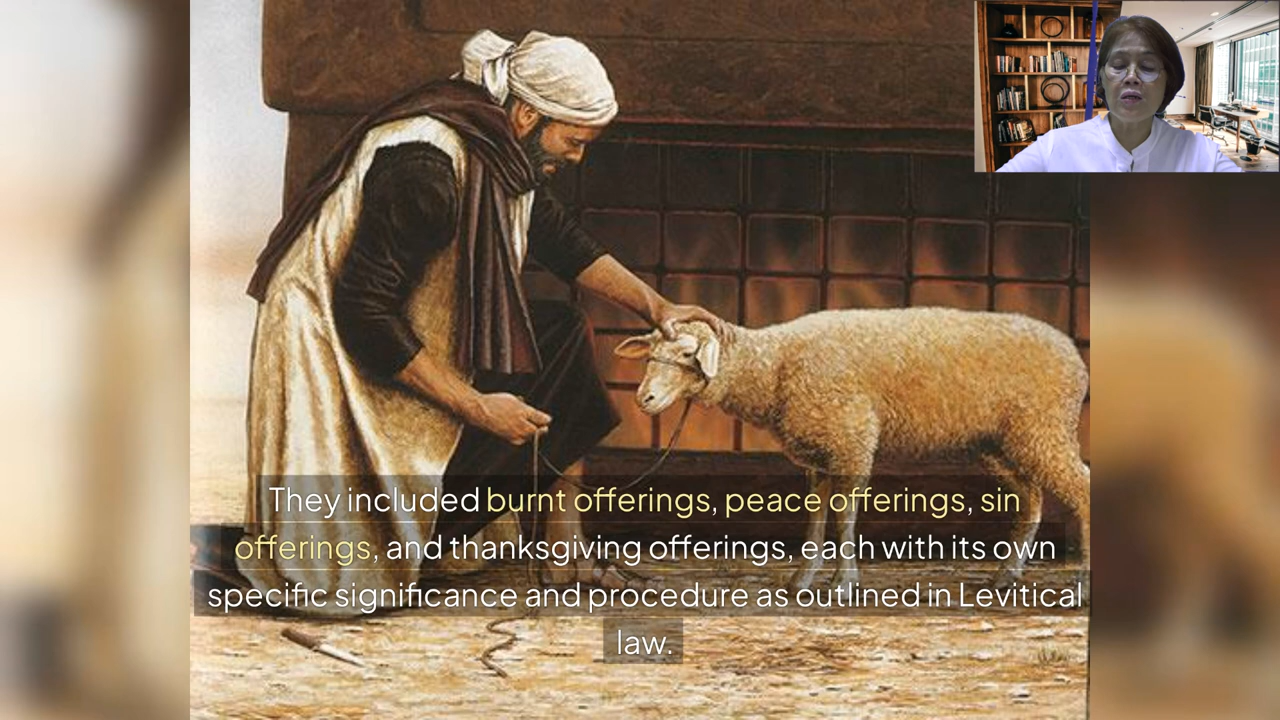 They included burnt offerings, peace offerings, sin
offerings, and thanksgiving offerings, each with its own
specific significance and procedure as outlined in Levitical
law.